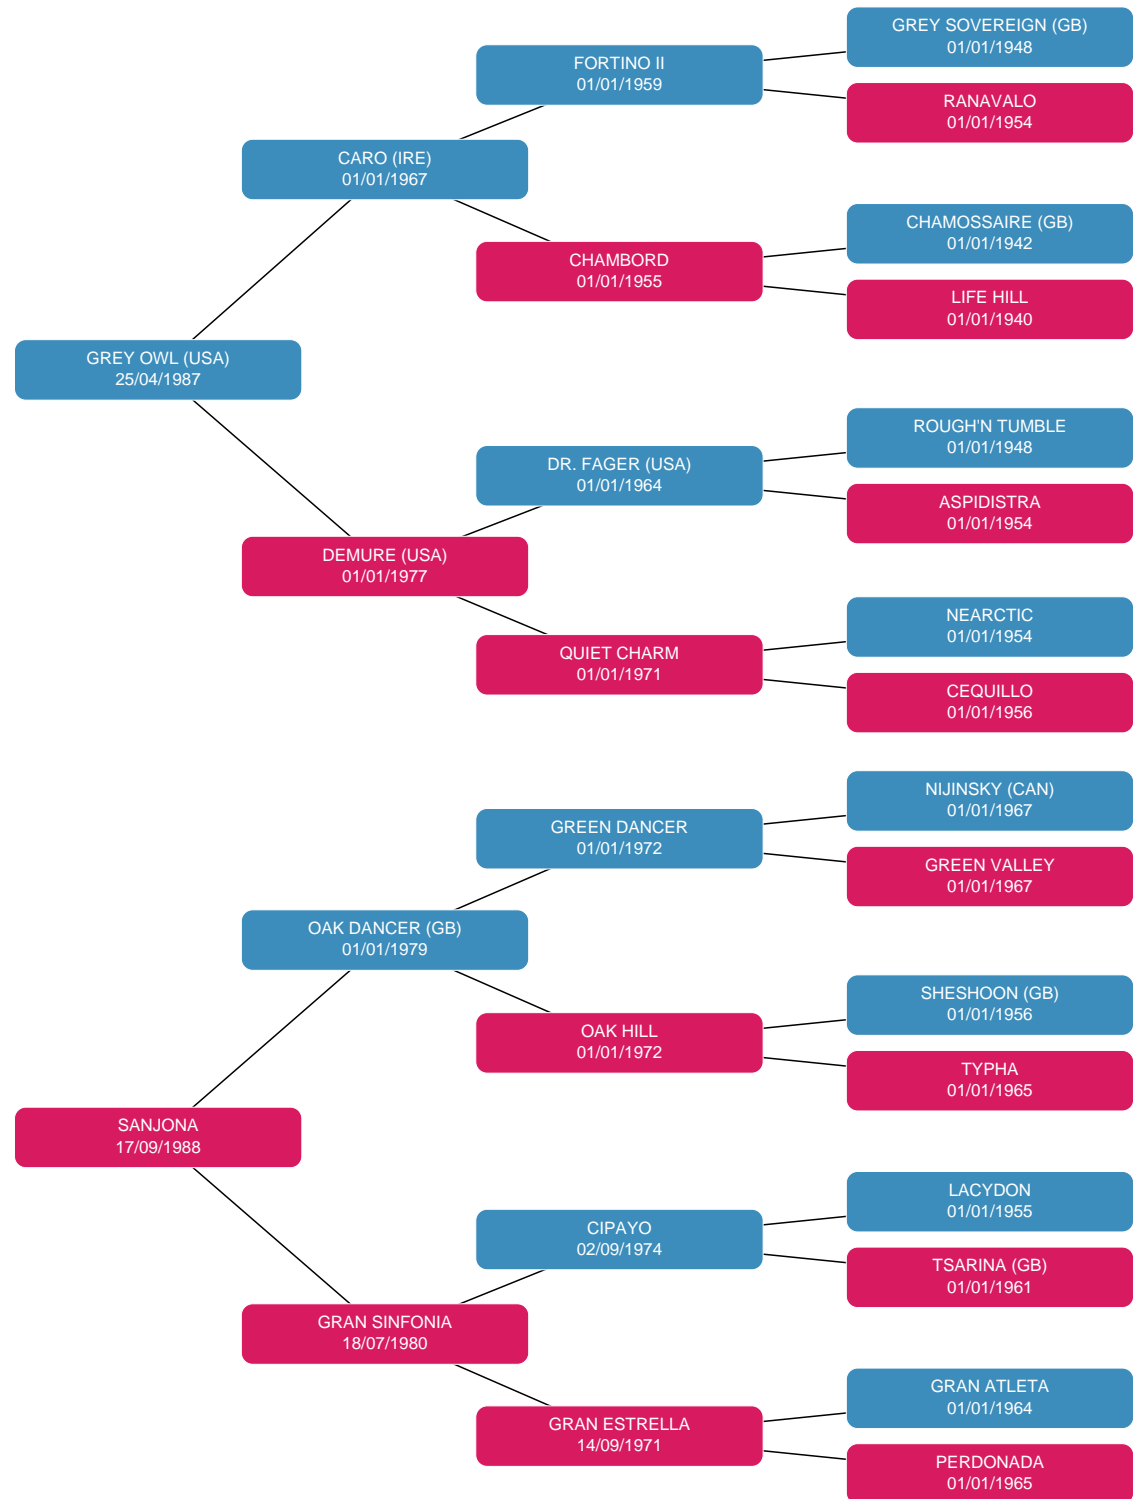 GREY SOVEREIGN (GB)
01/01/1948
FORTINO II
01/01/1959
RANAVALO
01/01/1954
CARO (IRE)
01/01/1967
CHAMOSSAIRE (GB)
01/01/1942
CHAMBORD
01/01/1955
LIFE HILL
01/01/1940
GREY OWL (USA)
25/04/1987
ROUGH'N TUMBLE
01/01/1948
DR. FAGER (USA)
01/01/1964
ASPIDISTRA
01/01/1954
DEMURE (USA)
01/01/1977
NEARCTIC
01/01/1954
QUIET CHARM
01/01/1971
CEQUILLO
01/01/1956
NIJINSKY (CAN)
01/01/1967
GREEN DANCER
01/01/1972
GREEN VALLEY
01/01/1967
OAK DANCER (GB)
01/01/1979
SHESHOON (GB)
01/01/1956
OAK HILL
01/01/1972
TYPHA
01/01/1965
SANJONA
17/09/1988
LACYDON
01/01/1955
CIPAYO
02/09/1974
TSARINA (GB)
01/01/1961
GRAN SINFONIA
18/07/1980
GRAN ATLETA
01/01/1964
GRAN ESTRELLA
14/09/1971
PERDONADA
01/01/1965